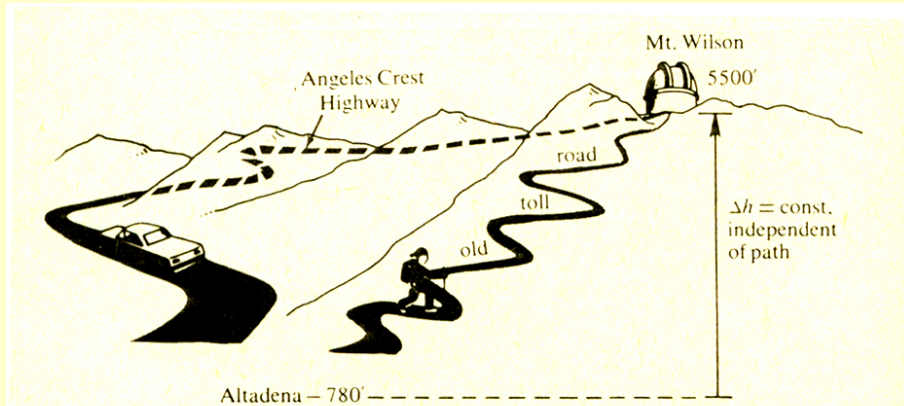 Mt. Wilson
5500′
Angeles Crest
Highway
road
toll
old
Δh = const,
independent
of path
Altadena – 780′